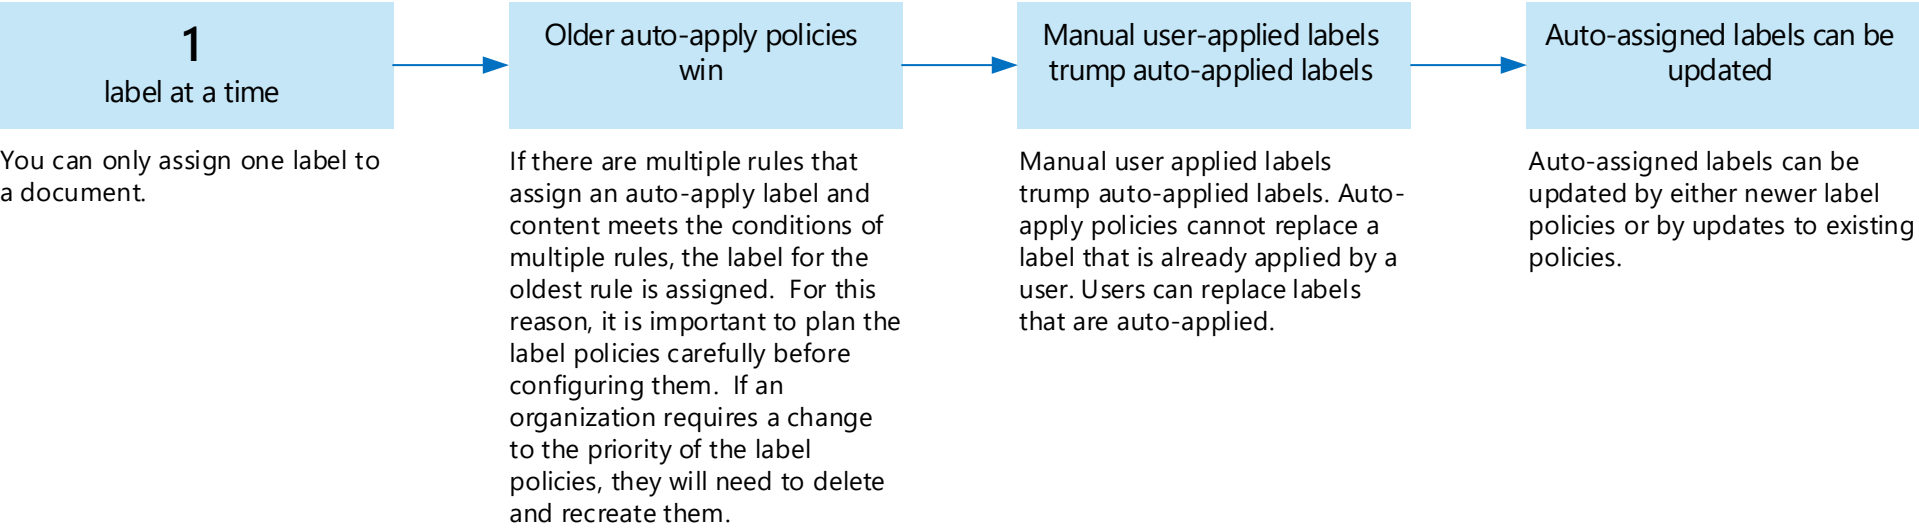 1
label at a time
You can only assign one label to
a document.
Older auto-apply policies
win
If there are multiple rules that
assign an auto-apply label and
content meets the conditions of
multiple rules, the label for the
oldest rule is assigned.  For this
reason, it is important to plan the
label policies carefully before
configuring them.  If an
organization requires a change
to the priority of the label
policies, they will need to delete
and recreate them.
Manual user-applied labels
trump auto-applied labels
Manual user applied labels
trump auto-applied labels. Auto-
apply policies cannot replace a
label that is already applied by a
user. Users can replace labels
that are auto-applied.
Auto-assigned labels can be
updated
Auto-assigned labels can be
updated by either newer label
policies or by updates to existing
policies.